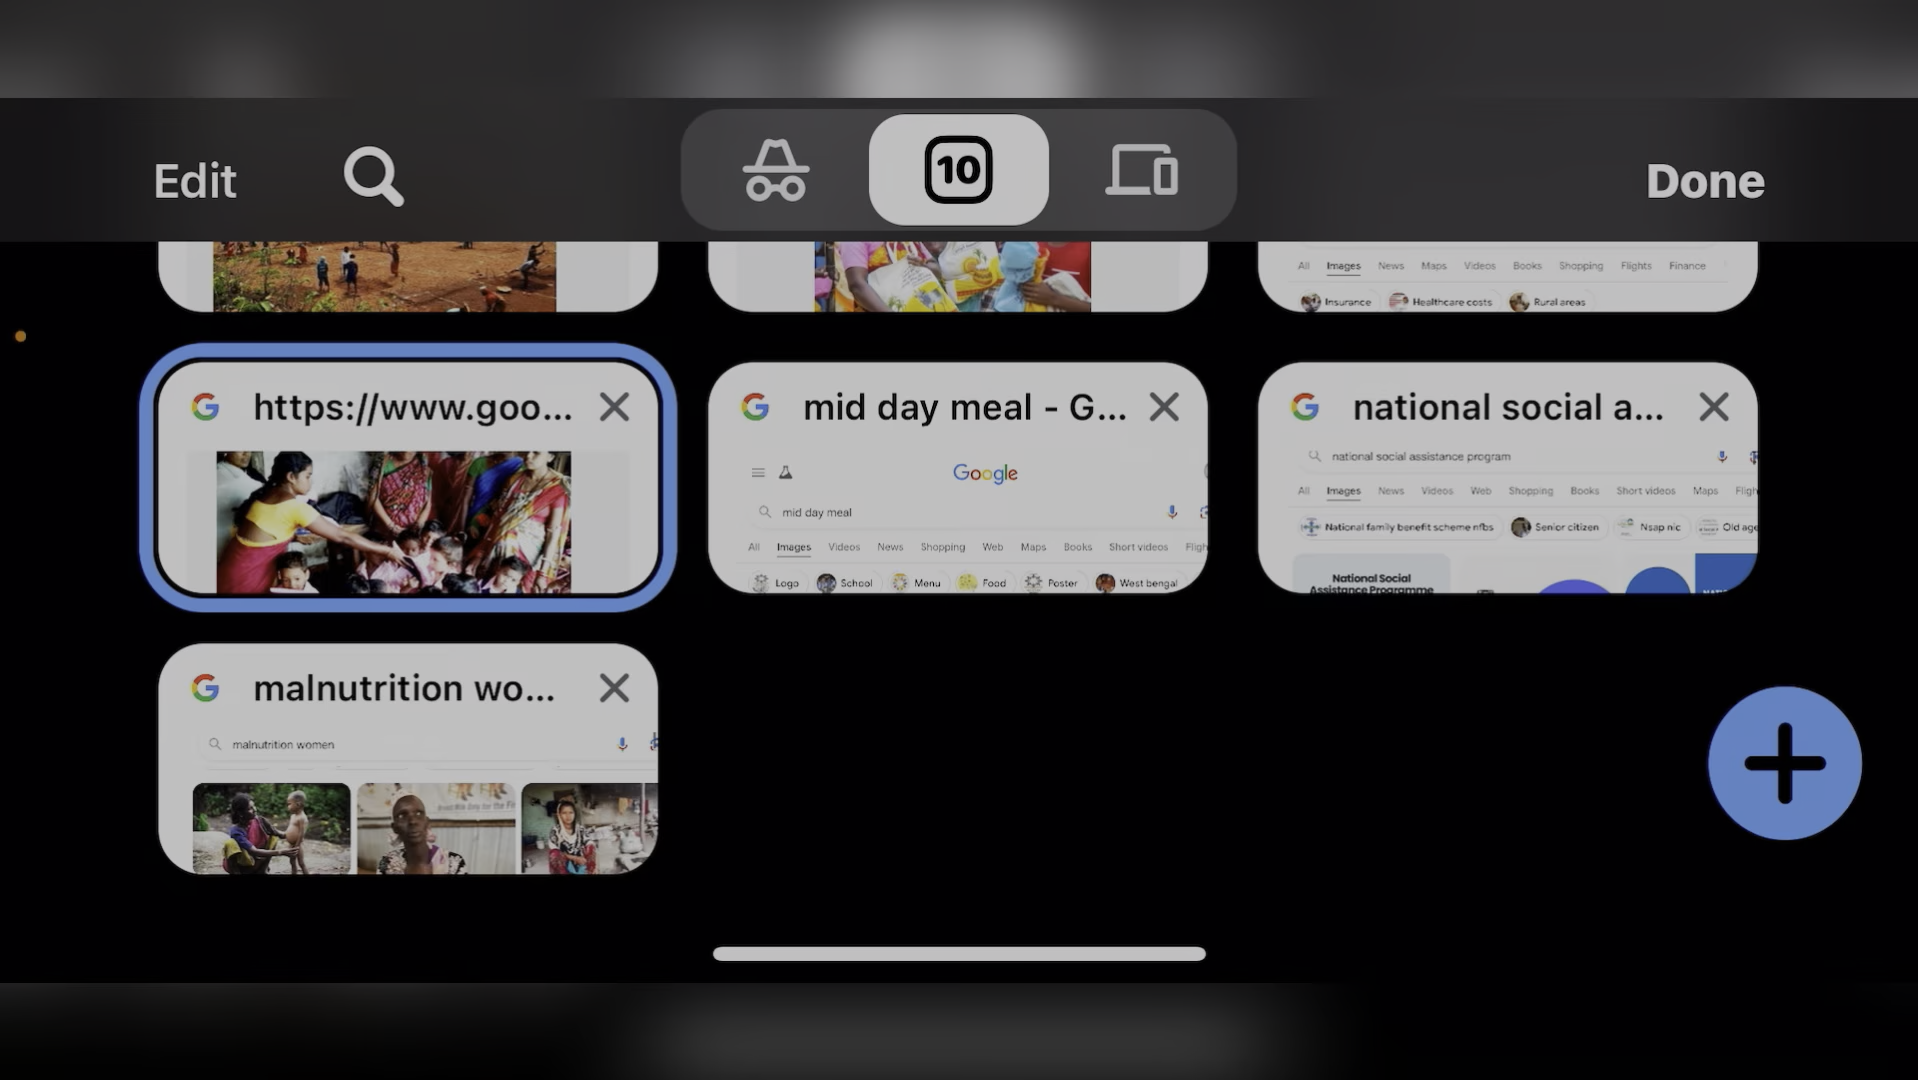 Edit
10
Done
All Images News Maps Videos Books Shopping Flights Finance
Insurance Healthcare costs Rural areas
https://www.goo...
mid day meal - G...
national social a...
Google
mid day meal
All Images Videos News Shopping Web Maps Books Short videos
Logo School Menu Food Poster West bengal
national social assistance program
All Images News Videos Web Shopping Books Short videos Maps
National family benefit scheme nfbs Senior citizen Nsap nic Old age
National Social
Assistance Programme
malnutrition wo...
malnutrition women